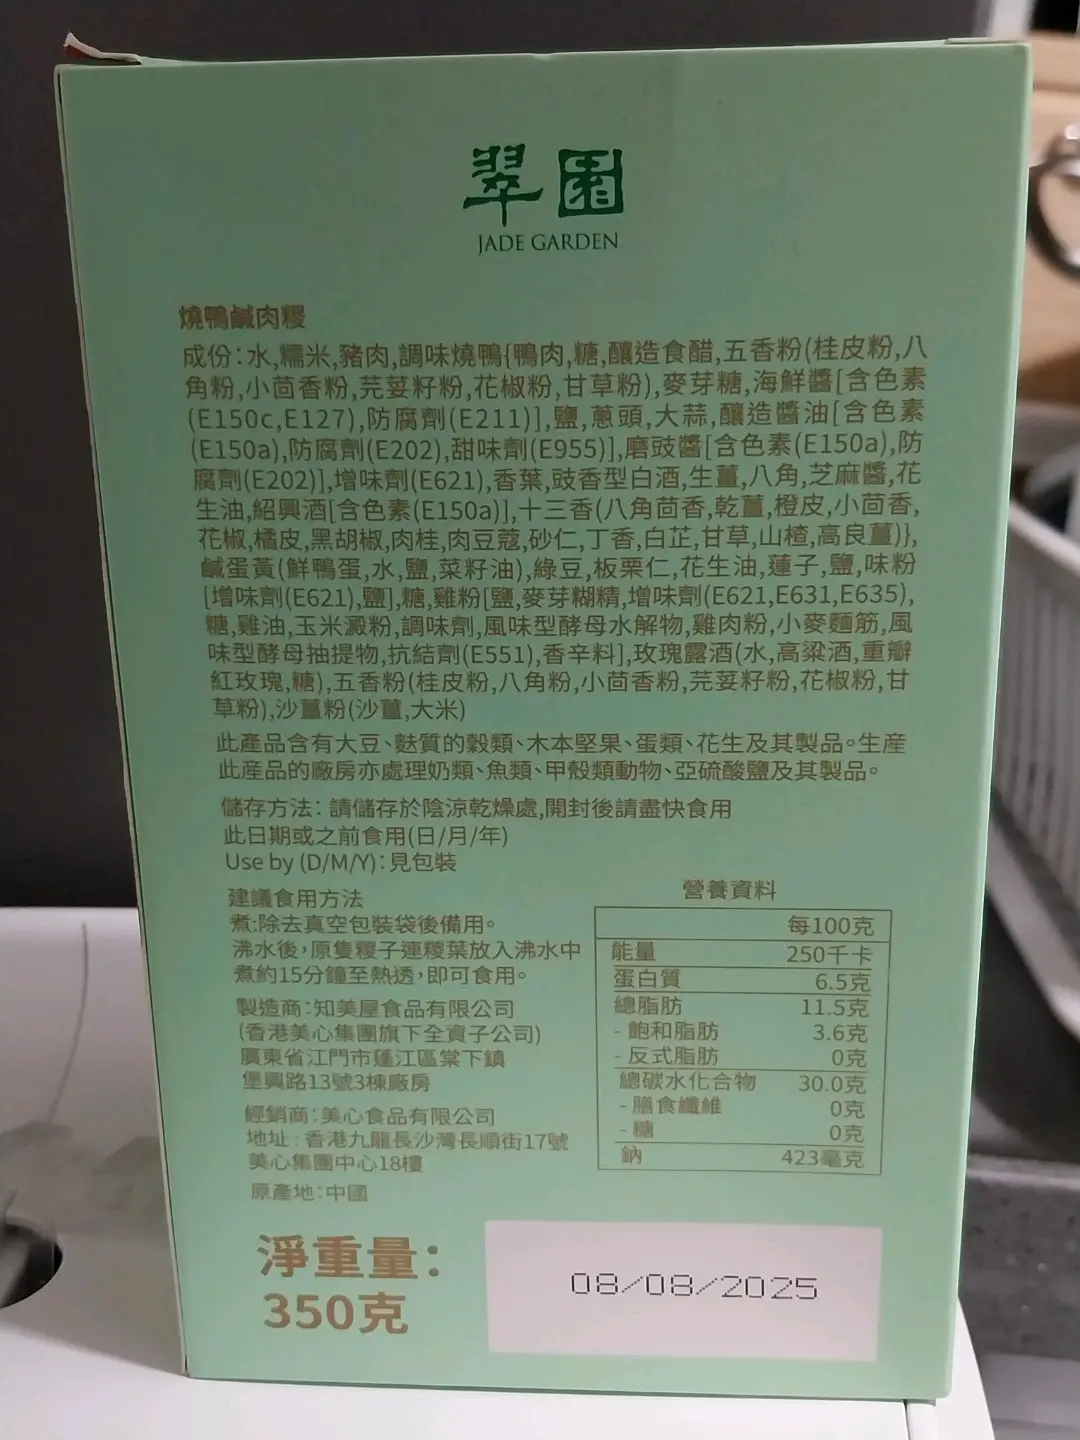 翠園
JADE GARDEN
燒鴨鹹肉糭
成份:水,糯米,豬肉,調味燒鴨{鴨肉,糖,釀造食醋,五香粉(桂皮粉,八
角粉,小茴香粉,芫荽籽粉,花椒粉,甘草粉),麥芽糖,海鮮醬[含色素
(E150c,E127),防腐劑(E211)],鹽,蔥頭,大蒜,釀造醬油[含色素
(E150a),防腐劑(E202),甜味劑(E955)],磨豉醬[含色素(E150a),防
腐劑(E202)],增味劑(E621),香葉,豉香型白酒,生薑,八角,芝麻醬,花
生油,紹興酒[含色素(E150a)],十三香(八角茴香,乾薑,橙皮,小茴香,
花椒,橘皮,黑胡椒,肉桂,肉豆蔻,砂仁,丁香,白芷,甘草,山楂,高良薑)},
鹹蛋黃(鮮鴨蛋,水,鹽,菜籽油),綠豆,板栗仁,花生油,蓮子,鹽,味粉
[增味劑(E621),鹽],糖,雞粉[鹽,麥芽糊精,增味劑(E621,E631,E635),
糖,雞油,玉米澱粉,調味劑,風味型酵母水解物,雞肉粉,小麥麵筋,風
味型酵母抽提物,抗結劑(E551),香辛料],玫瑰露酒(水,高粱酒,重瓣
紅玫瑰,糖),五香粉(桂皮粉,八角粉,小茴香粉,芫荽籽粉,花椒粉,甘
草粉),沙薑粉(沙薑,大米)
此產品含有大豆、麩質的穀類、木本堅果、蛋類、花生及其製品。生産
此産品的廠房亦處理奶類、魚類、甲殼類動物、亞硫酸鹽及其製品。
儲存方法: 請儲存於陰涼乾燥處,開封後請盡快食用
此日期或之前食用(日/月/年)
Use by (D/M/Y):見包裝
建議食用方法
煮:除去真空包裝袋後備用。
沸水後,原隻糭子連糭葉放入沸水中
煮約15分鐘至熱透,即可食用。
製造商:知美屋食品有限公司
(香港美心集團旗下全資子公司)
廣東省江門市蓬江區棠下鎮
堡興路13號3棟廠房
經銷商:美心食品有限公司
地址: 香港九龍長沙灣長順街17號
美心集團中心18樓
原產地:中國
營養資料
每100克
能量 250千卡
蛋白質 6.5克
總脂肪 11.5克
- 飽和脂肪 3.6克
- 反式脂肪 0克
總碳水化合物 30.0克
- 膳食纖維 0克
- 糖 0克
鈉 423毫克
淨重量:
350克
08/08/2025